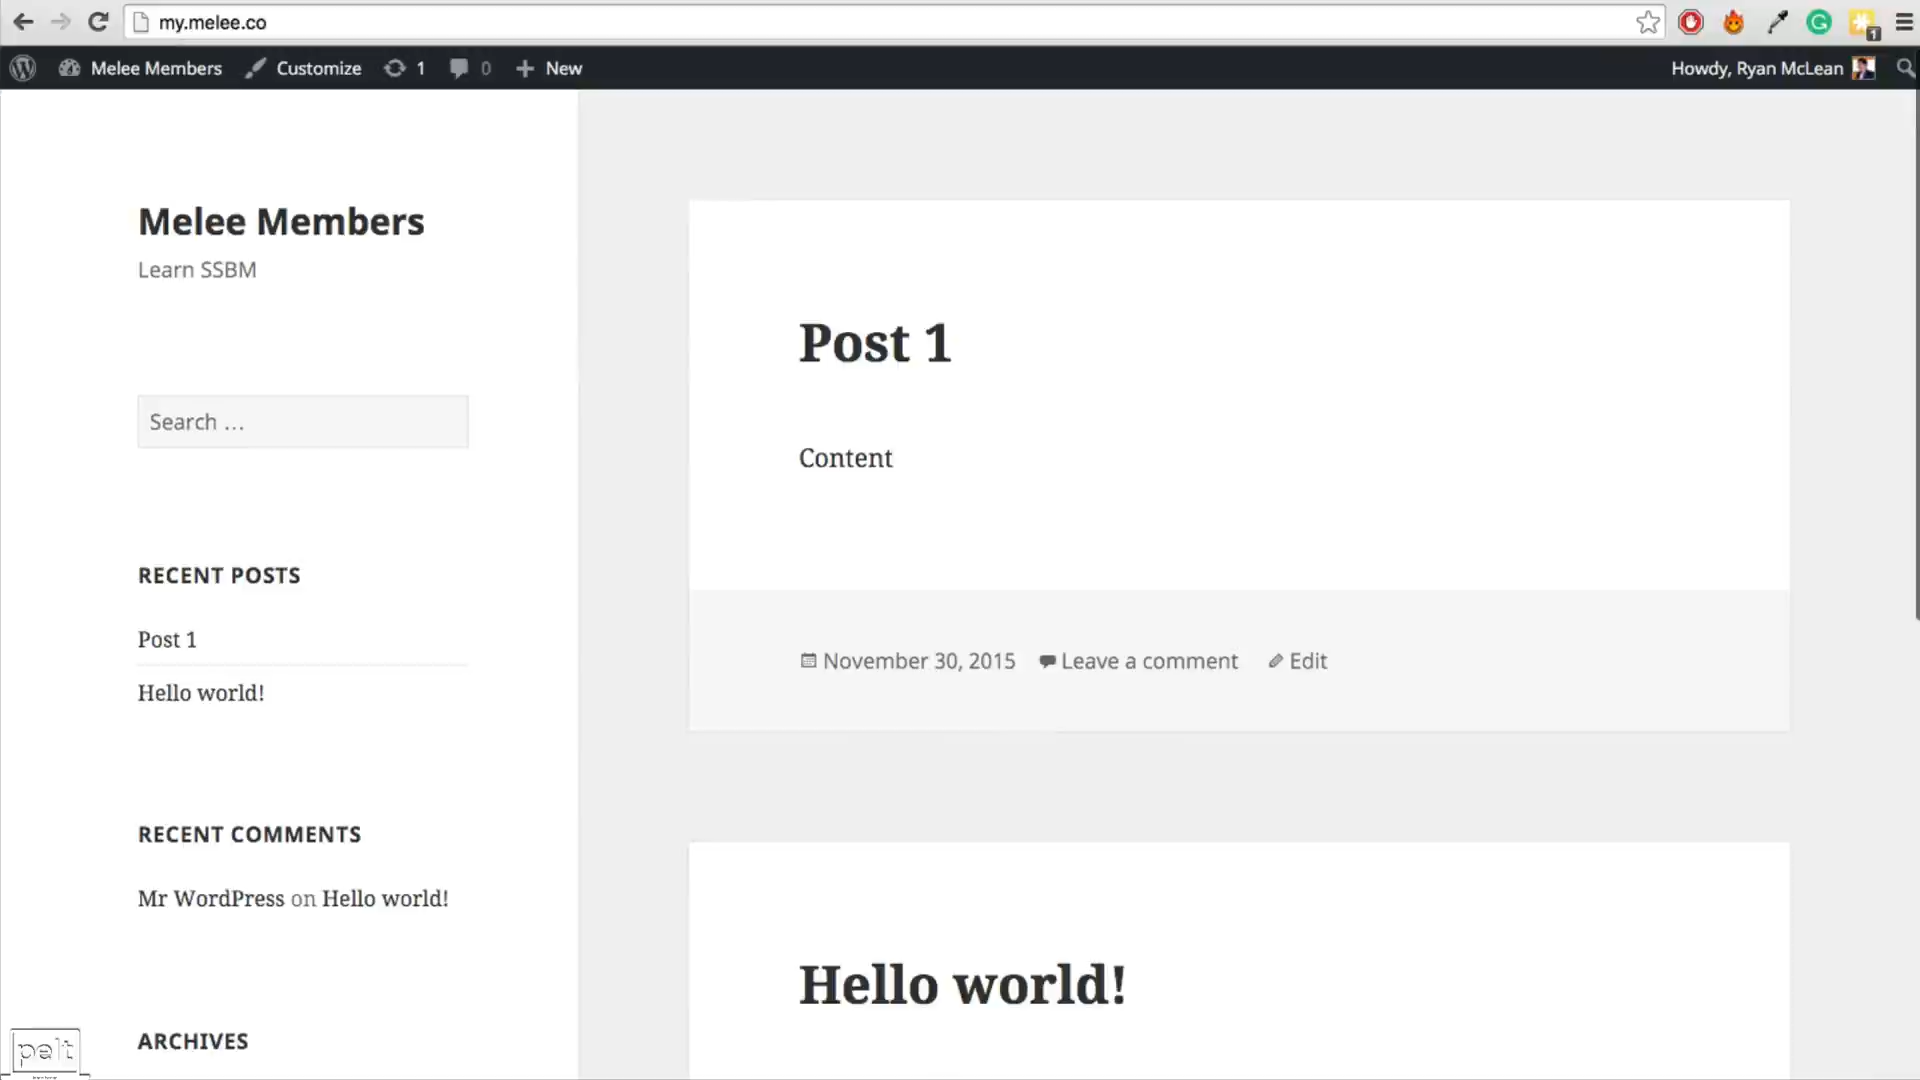 my.melee.co
1
Melee Members Customize 1 0 New Howdy, Ryan McLean
Melee Members
Learn SSBM
Search …
RECENT POSTS
Post 1
Hello world!
RECENT COMMENTS
Mr WordPress on Hello world!
ARCHIVES
Post 1
Content
November 30, 2015 Leave a comment Edit
Hello world!
palt